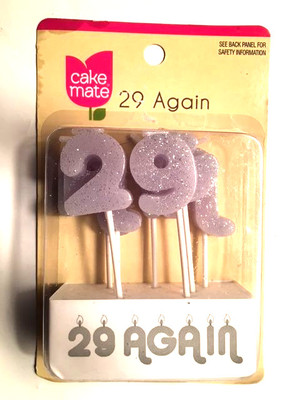 SEE BACK PANEL FOR
SAFETY INFORMATION
cake
mate
29 Again
29
29 AGAIN